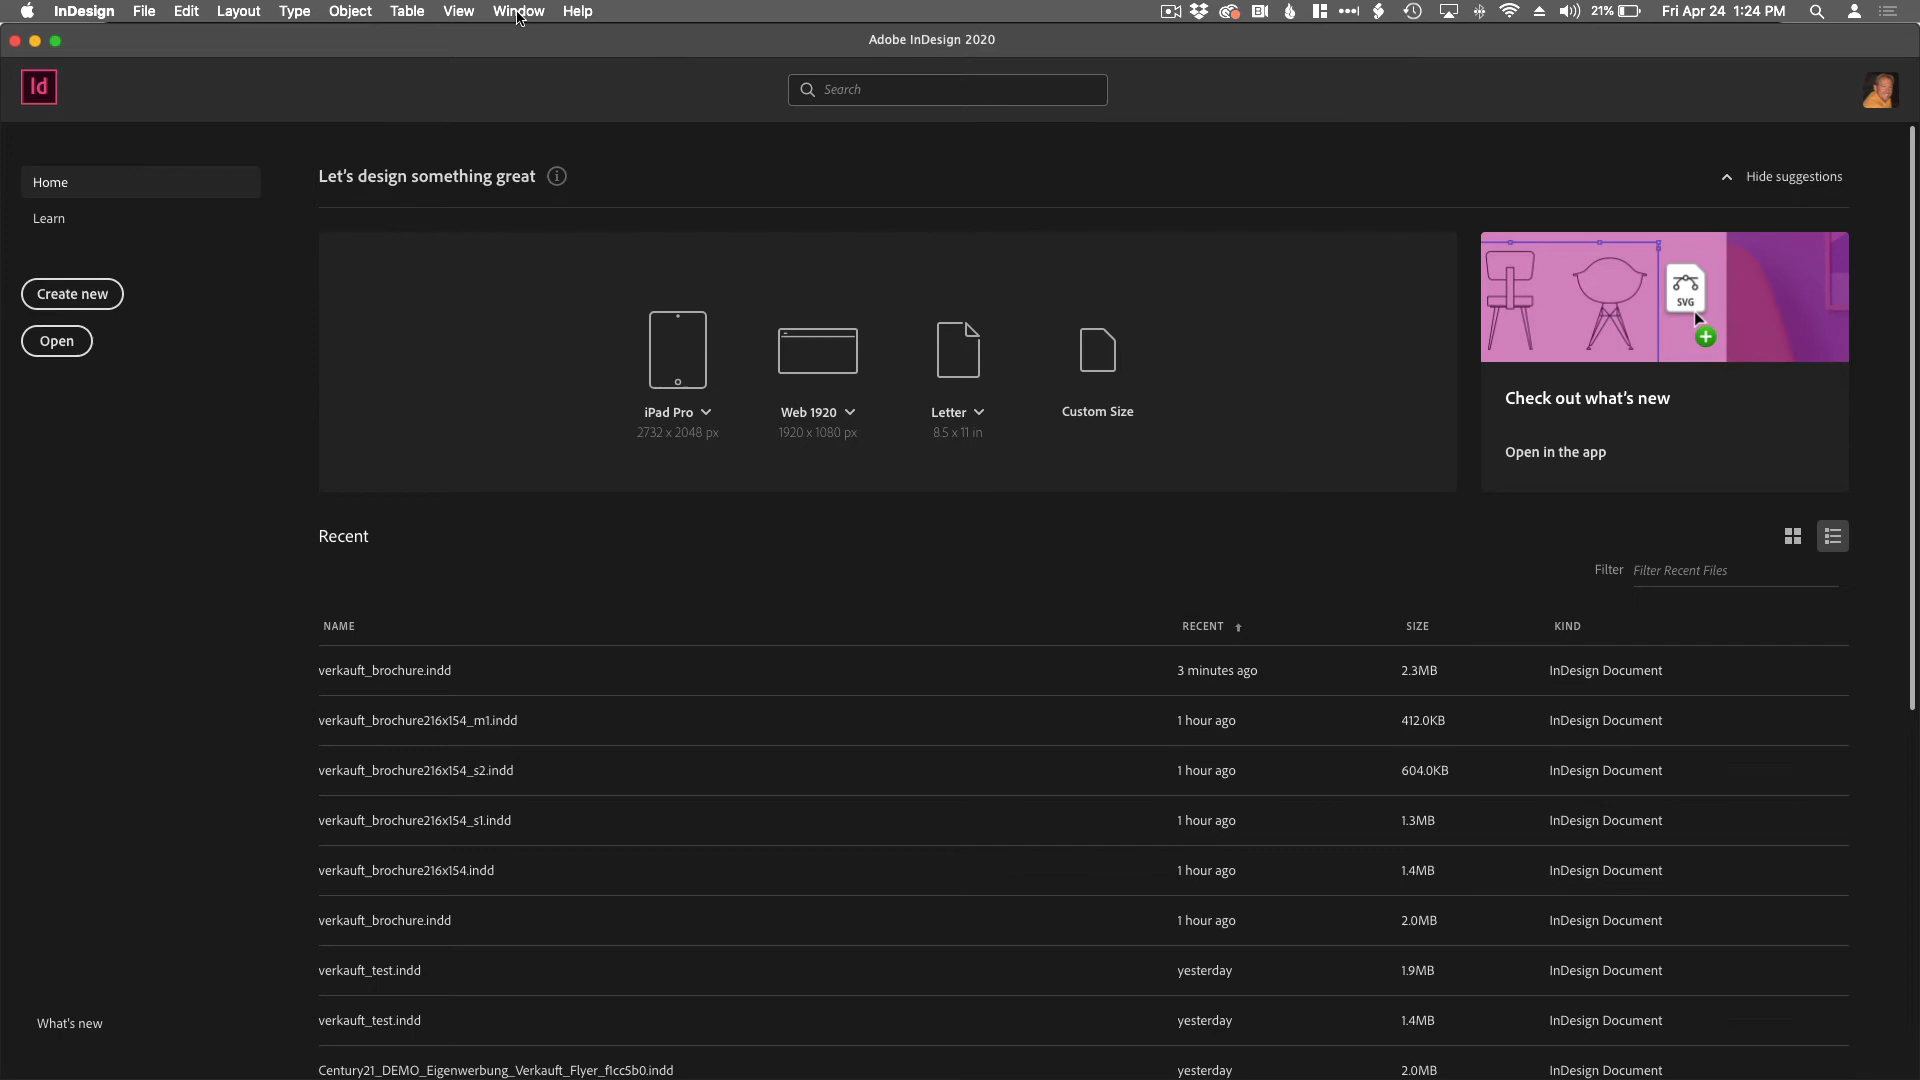 InDesign File Edit Layout Type Object Table View Window Help 21% Fri Apr 24 1:24 PM
Adobe InDesign 2020
Id Search
Let's design something great Hide suggestions
Home
Learn
Create new
Open
SVG
iPad Pro Web 1920 Letter Custom Size
2732 x 2048 px 1920 x 1080 px 8.5 x 11 in
Check out what's new
Open in the app
Recent
Filter Filter Recent Files
NAME RECENT SIZE KIND
verkauft_brochure.indd 3 minutes ago 2.3MB InDesign Document
verkauft_brochure216x154_m1.indd 1 hour ago 412.0KB InDesign Document
verkauft_brochure216x154_s2.indd 1 hour ago 604.0KB InDesign Document
verkauft_brochure216x154_s1.indd 1 hour ago 1.3MB InDesign Document
verkauft_brochure216x154.indd 1 hour ago 1.4MB InDesign Document
verkauft_brochure.indd 1 hour ago 2.0MB InDesign Document
verkauft_test.indd yesterday 1.9MB InDesign Document
verkauft_test.indd yesterday 1.4MB InDesign Document
What's new
Century21_DEMO_Eigenwerbung_Verkauft_Flyer_f1cc5b0.indd yesterday 2.0MB InDesign Document